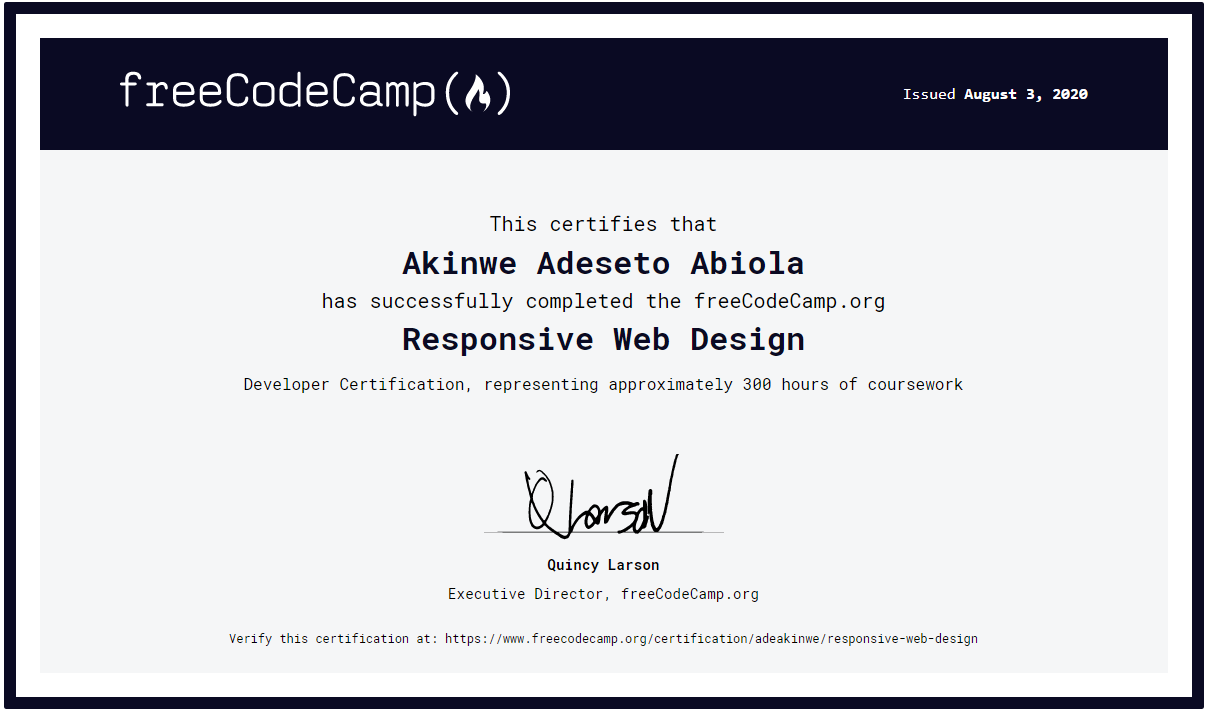 freeCodeCamp(🔥)
Issued August 3, 2020
This certifies that
Akinwe Adeseto Abiola
has successfully completed the freeCodeCamp.org
Responsive Web Design
Developer Certification, representing approximately 300 hours of coursework
Q Larson
Quincy Larson
Executive Director, freeCodeCamp.org
Verify this certification at: https://www.freecodecamp.org/certification/adeakinwe/responsive-web-design